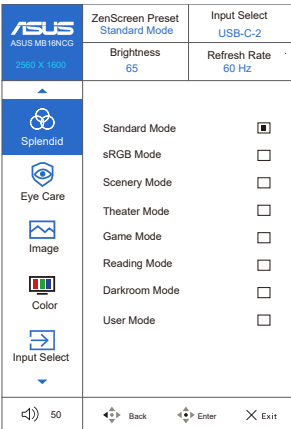 ASUS
ASUS MB16NCG
2560 X 1600
ZenScreen Preset
Standard Mode
Input Select
USB-C-2
Brightness
65
Refresh Rate
60 Hz
Splendid
Eye Care
Image
Color
Input Select
Standard Mode
sRGB Mode
Scenery Mode
Theater Mode
Game Mode
Reading Mode
Darkroom Mode
User Mode
50
Back
Enter
Exit